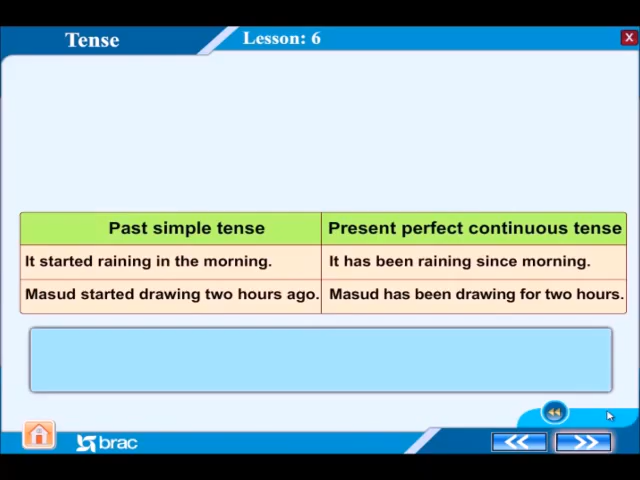 Tense
Lesson: 6
X
Past simple tense
Present perfect continuous tense
It started raining in the morning.
It has been raining since morning.
Masud started drawing two hours ago.
Masud has been drawing for two hours.
brac